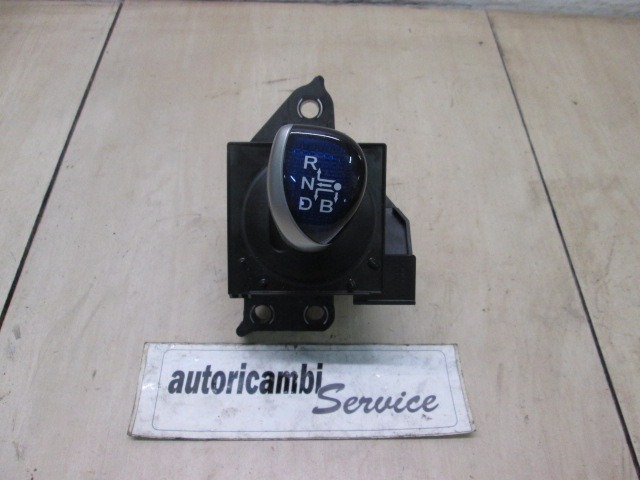 R
N
D B
autoricambi
Service